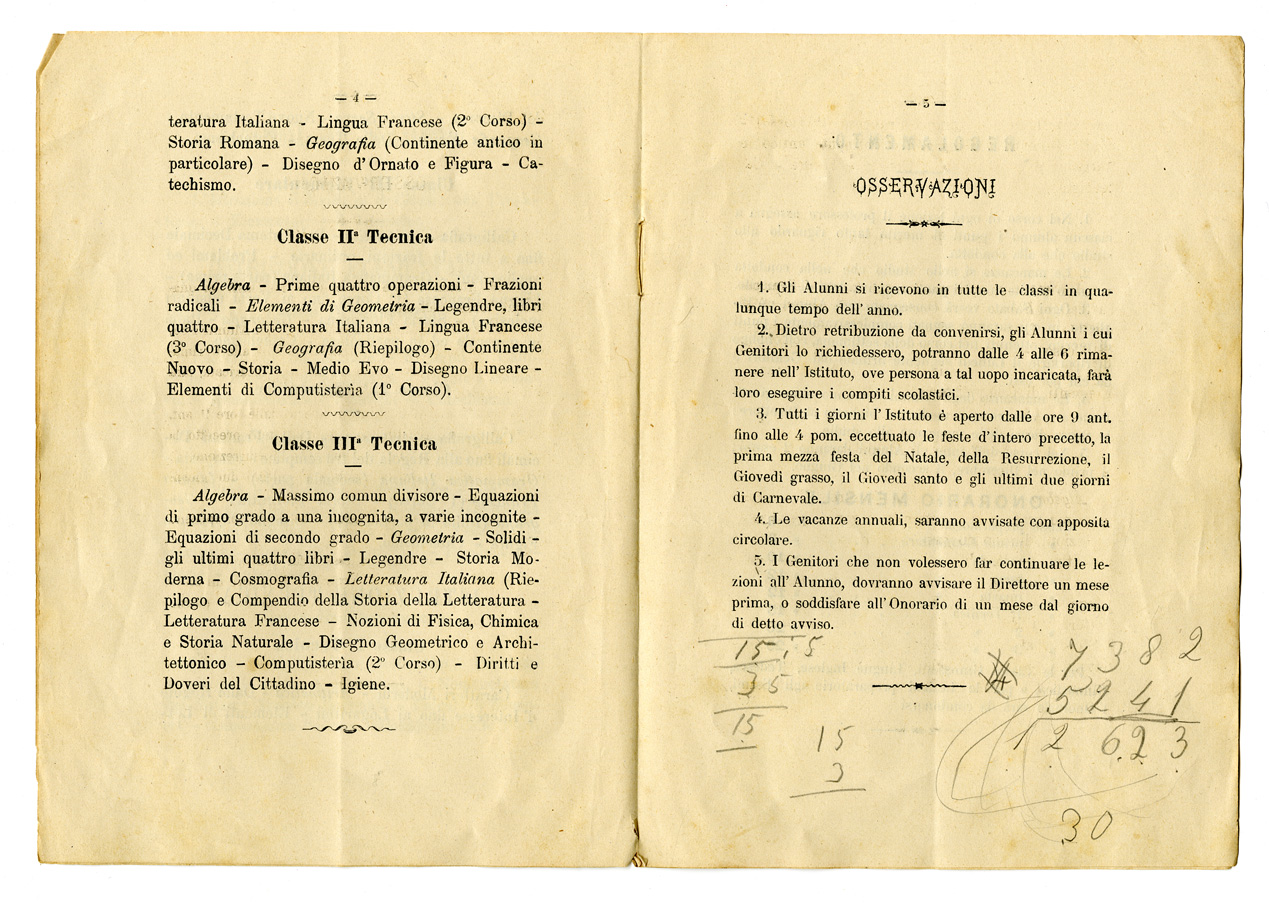 — 4 —
teratura Italiana - Lingua Francese (2° Corso) -
Storia Romana - Geografia (Continente antico in
particolare) - Disegno d'Ornato e Figura - Ca-
techismo.
Classe IIª Tecnica
Algebra - Prime quattro operazioni - Frazioni
radicali - Elementi di Geometria - Legendre, libri
quattro - Letteratura Italiana - Lingua Francese
(3° Corso) - Geografia (Riepilogo) - Continente
Nuovo - Storia - Medio Evo - Disegno Lineare -
Elementi di Computisterìa (1° Corso).
Classe IIIª Tecnica
Algebra - Massimo comun divisore - Equazioni
di primo grado a una incognita, a varie incognite -
Equazioni di secondo grado - Geometria - Solidi -
gli ultimi quattro libri - Legendre - Storia Mo-
derna - Cosmografia - Letteratura Italiana (Rie-
pilogo e Compendio della Storia della Letteratura -
Letteratura Francese - Nozioni di Fisica, Chimica
e Storia Naturale - Disegno Geometrico e Archi-
tettonico - Computisterìa (2° Corso) - Diritti e
Doveri del Cittadino - Igiene.
— 5 —
OSSERVAZIONI
1. Gli Alunni si ricevono in tutte le classi in qua-
lunque tempo dell'anno.
2. Dietro retribuzione da convenirsi, gli Alunni i cui
Genitori lo richiedessero, potranno dalle 4 alle 6 rima-
nere nell'Istituto, ove persona a tal uopo incaricata, farà
loro eseguire i compiti scolastici.
3. Tutti i giorni l'Istituto è aperto dalle ore 9 ant.
fino alle 4 pom. eccettuato le feste d'intero precetto, la
prima mezza festa del Natale, della Resurrezione, il
Giovedì grasso, il Giovedì santo e gli ultimi due giorni
di Carnevale.
4. Le vacanze annuali, saranno avvisate con apposita
circolare.
5. I Genitori che non volessero far continuare le le-
zioni all'Alunno, dovranno avvisare il Direttore un mese
prima, o soddisfare all'Onorario di un mese dal giorno
di detto avviso.
15
35
15
15
3
7382
5241
12623
30